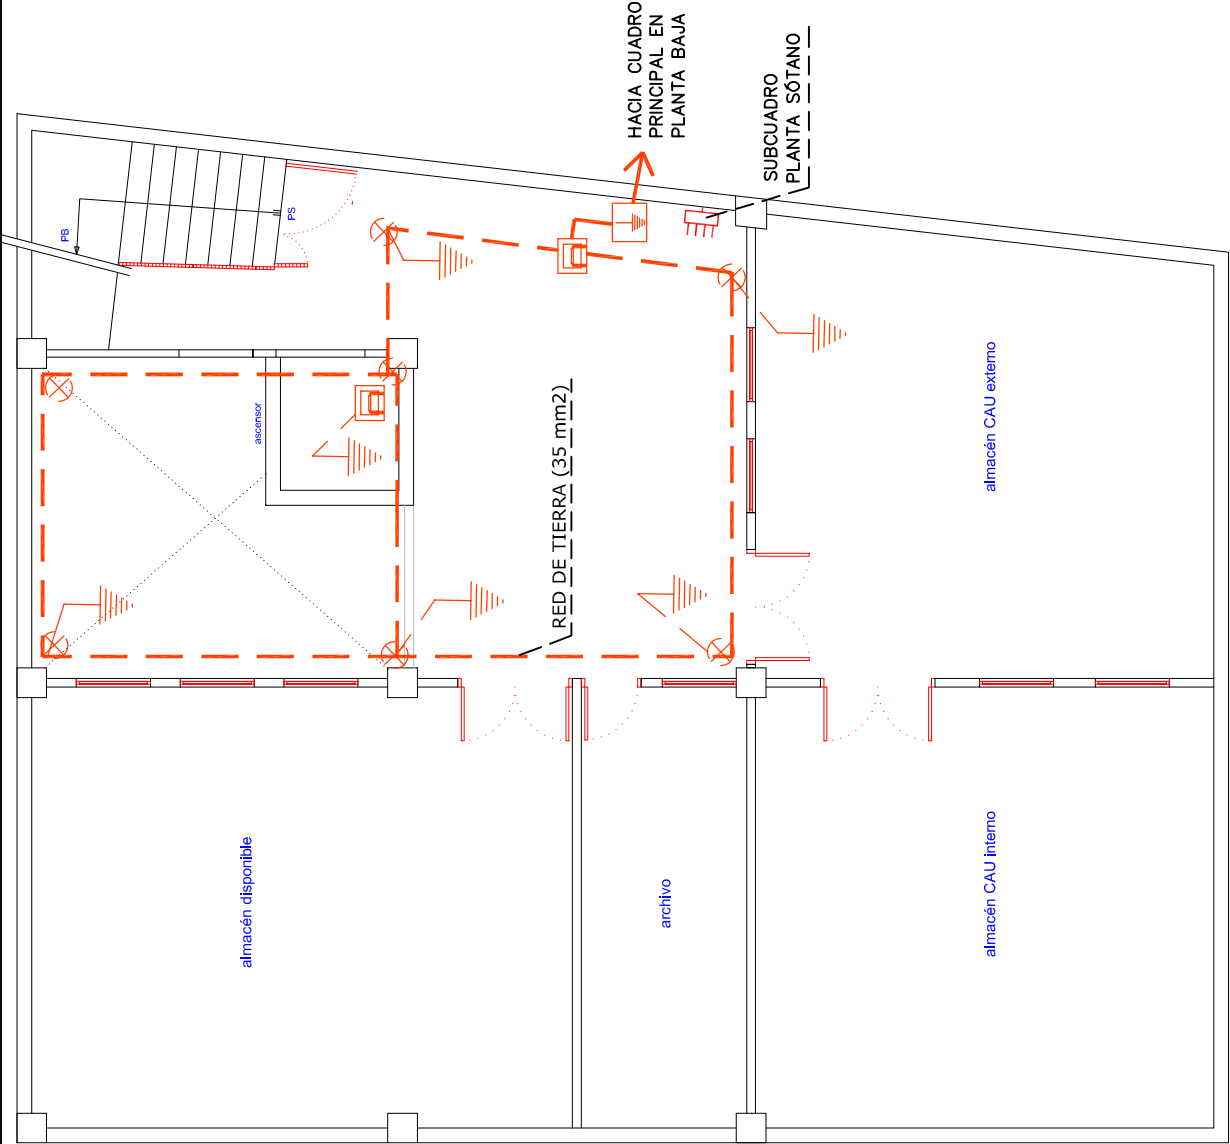 HACIA CUADRO
PRINCIPAL EN
PLANTA BAJA
SUBCUADRO
PLANTA SÓTANO
PB
PS
ascensor
RED DE TIERRA (35 mm2)
almacén CAU externo
almacén disponible
archivo
almacén CAU interno